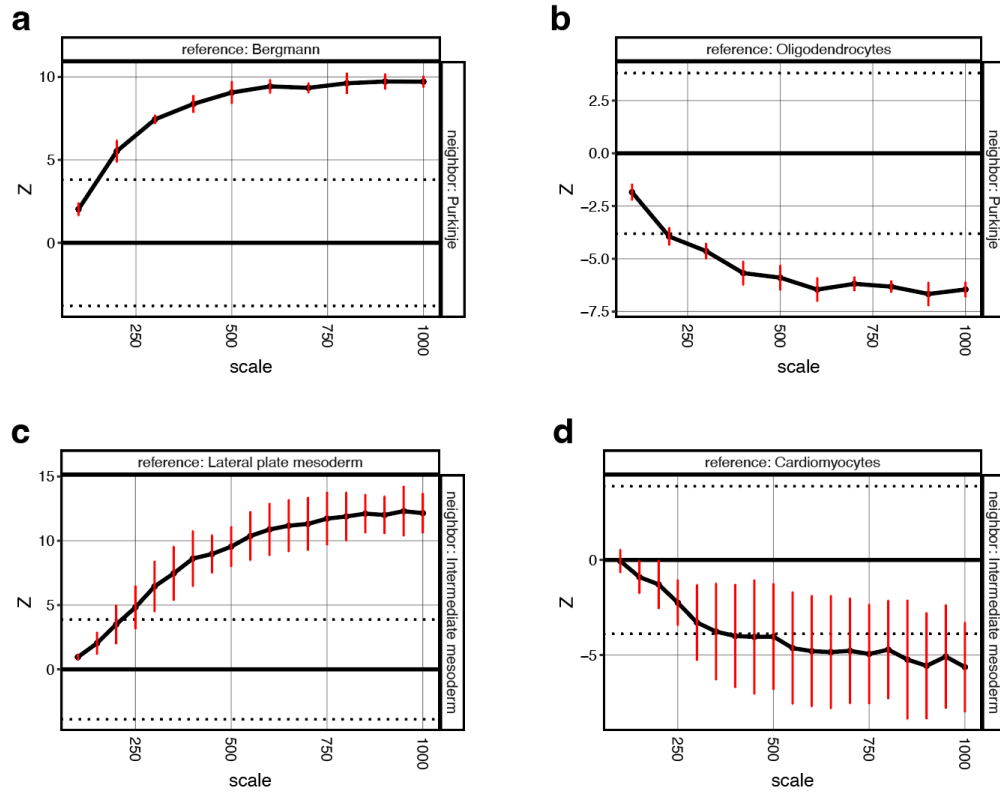 a
reference: Bergmann
10
5
0
Z
neighbor: Purkinje
250
500
750
1000
scale
b
reference: Oligodendrocytes
2.5
0.0
−2.5
−5.0
−7.5
Z
neighbor: Purkinje
250
500
750
1000
scale
c
reference: Lateral plate mesoderm
15
10
5
0
Z
neighbor: Intermediate mesoderm
250
500
750
1000
scale
d
reference: Cardiomyocytes
0
−5
Z
neighbor: Intermediate mesoderm
250
500
750
1000
scale